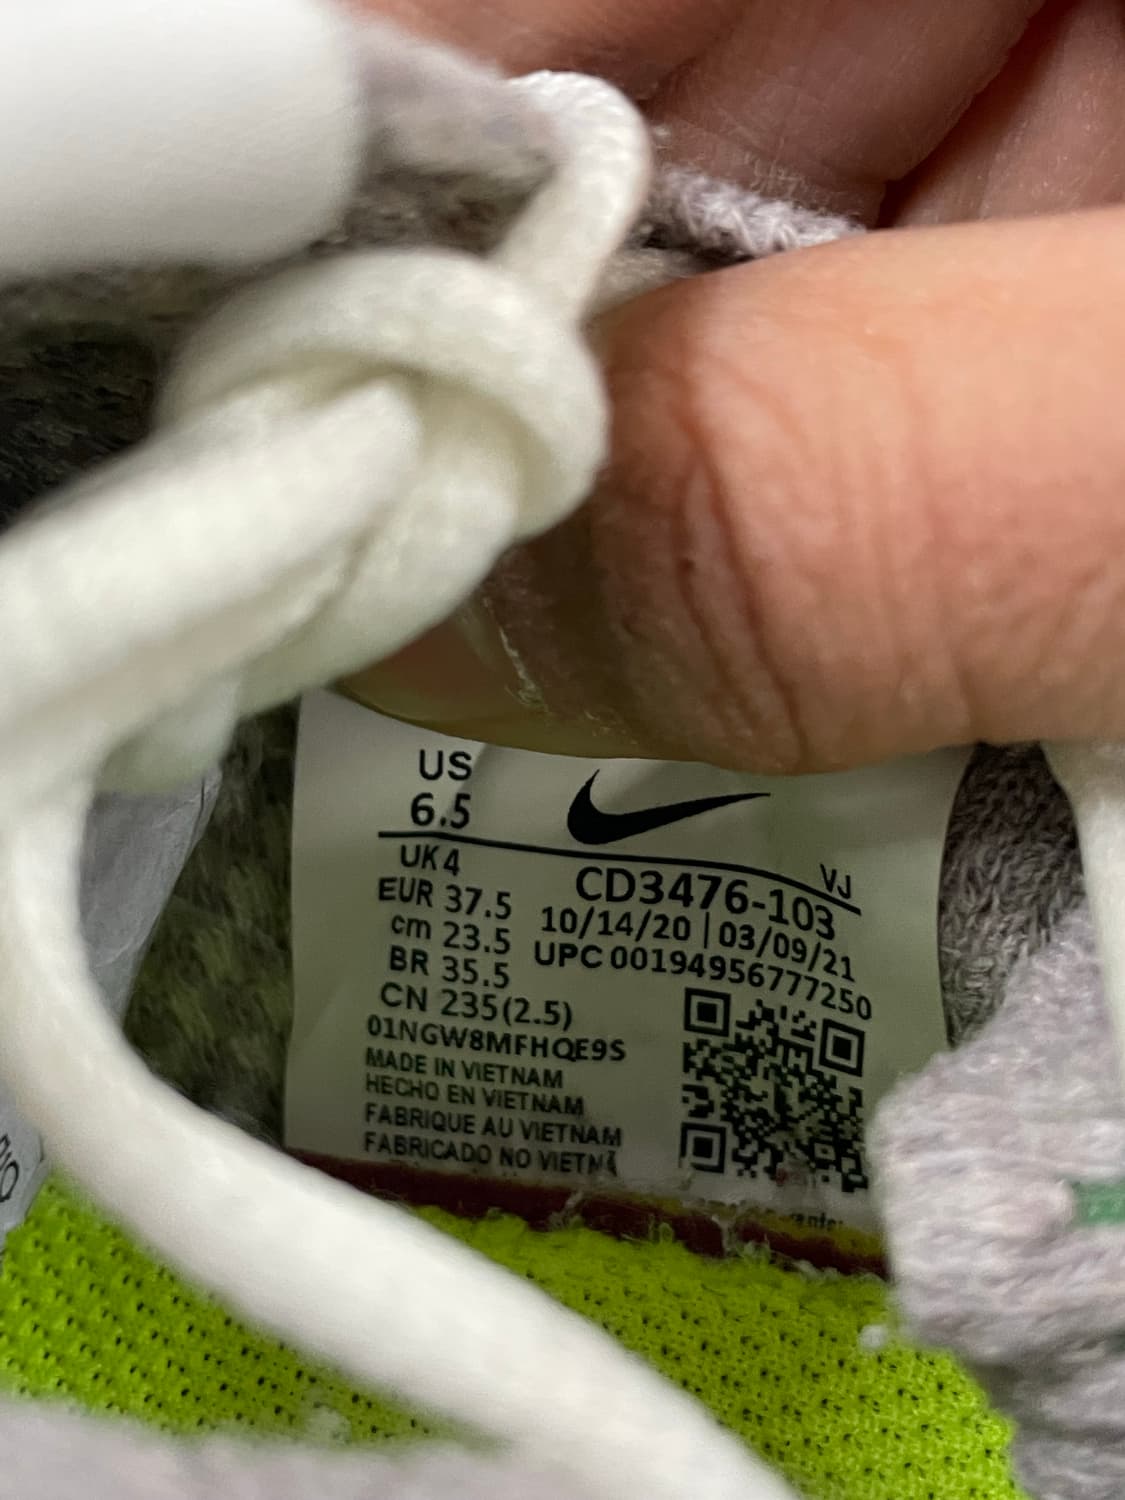 US
6.5
VJ
UK 4
CD3476-103
EUR 37.5
10/14/20 | 03/09/21
cm 23.5
UPC 00194956777250
BR 35.5
CN 235(2.5)
01NGW8MFHQE9S
MADE IN VIETNAM
HECHO EN VIETNAM
FABRIQUE AU VIETNAM
FABRICADO NO